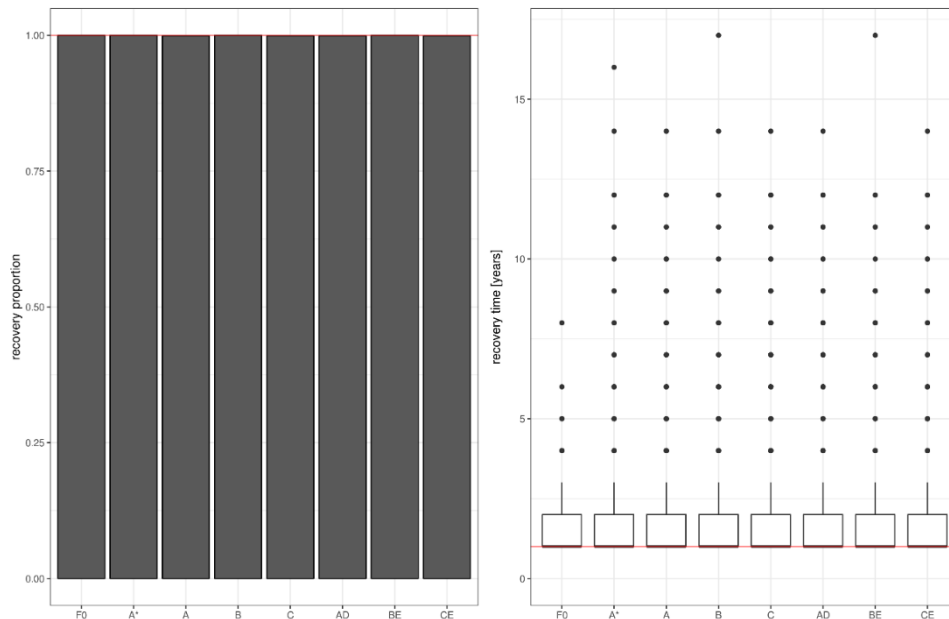 recovery proportion
1.00
0.75
0.50
0.25
0.00
F0 A* A B C AD BE CE
recovery time [years]
15
10
5
0
F0 A* A B C AD BE CE